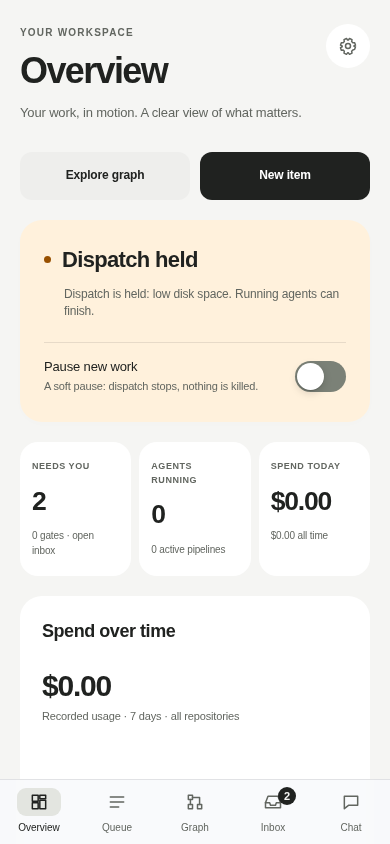 YOUR WORKSPACE
Overview
Your work, in motion. A clear view of what matters.
Explore graph
New item
Dispatch held
Dispatch is held: low disk space. Running agents can
finish.
Pause new work
A soft pause: dispatch stops, nothing is killed.
NEEDS YOU
2
0 gates · open
inbox
AGENTS
RUNNING
0
0 active pipelines
SPEND TODAY
$0.00
$0.00 all time
Spend over time
$0.00
Recorded usage · 7 days · all repositories
2
Overview
Queue
Graph
Inbox
Chat